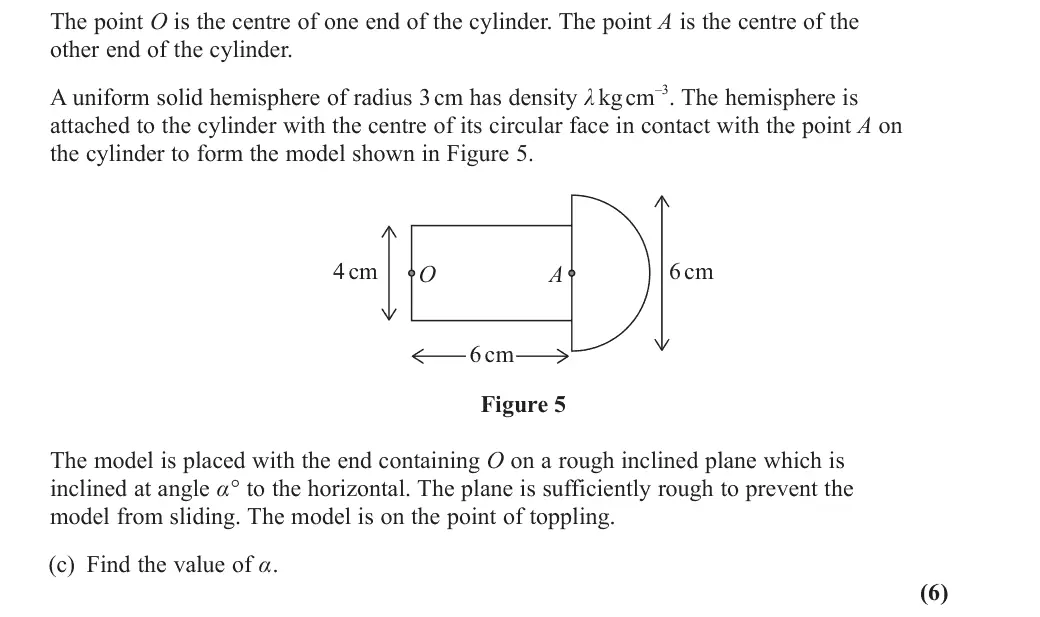 The point O is the centre of one end of the cylinder. The point A is the centre of the
other end of the cylinder.
A uniform solid hemisphere of radius 3 cm has density λ kg cm⁻³. The hemisphere is
attached to the cylinder with the centre of its circular face in contact with the point A on
the cylinder to form the model shown in Figure 5.
4 cm
O
A
6 cm
6 cm
Figure 5
The model is placed with the end containing O on a rough inclined plane which is
inclined at angle α° to the horizontal. The plane is sufficiently rough to prevent the
model from sliding. The model is on the point of toppling.
(c) Find the value of α.
(6)